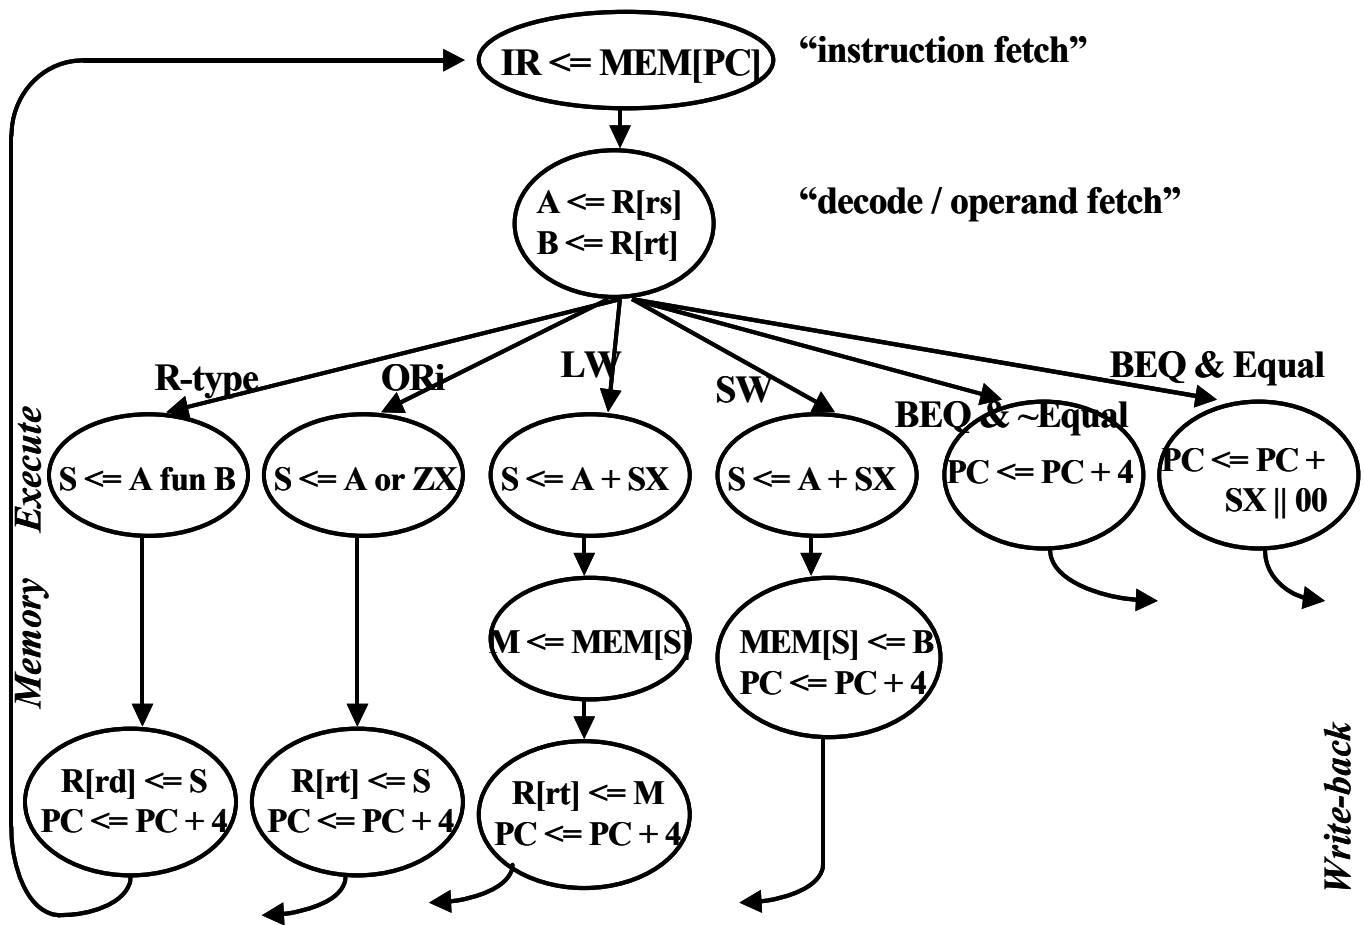 IR <= MEM[PC]
“instruction fetch”
A <= R[rs]
B <= R[rt]
“decode / operand fetch”
R-type
ORi
LW
SW
BEQ & ~Equal
BEQ & Equal
Execute
S <= A fun B
S <= A or ZX
S <= A + SX
S <= A + SX
PC <= PC + 4
PC <= PC +
SX || 00
Memory
M <= MEM[S]
MEM[S] <= B
PC <= PC + 4
R[rd] <= S
PC <= PC + 4
R[rt] <= S
PC <= PC + 4
R[rt] <= M
PC <= PC + 4
Write-back